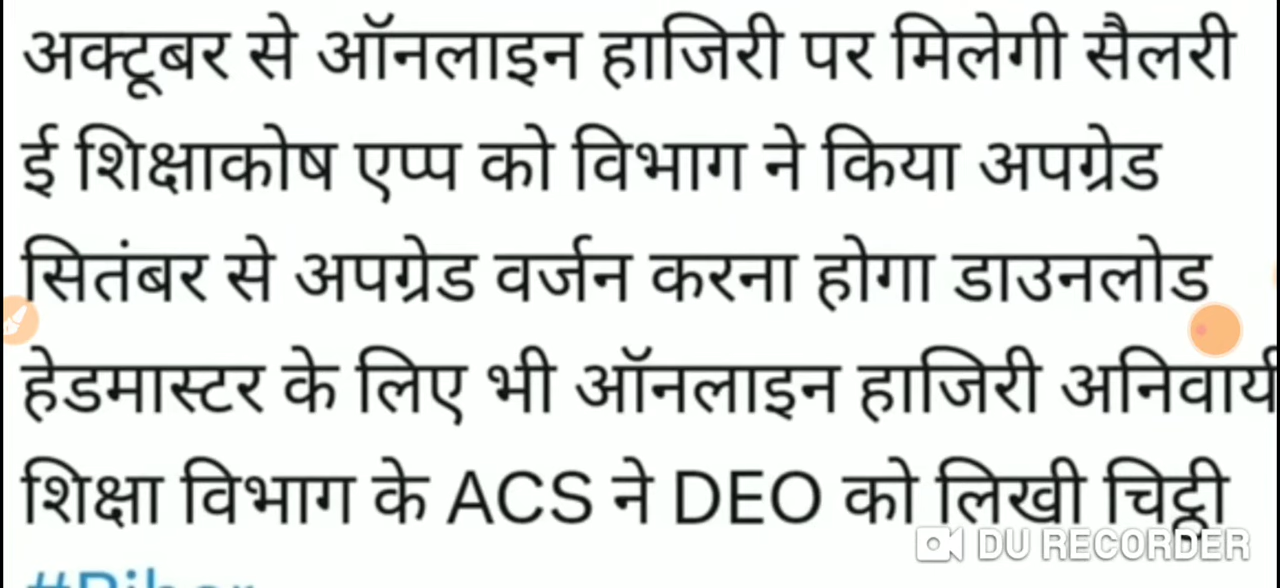 अक्टूबर से ऑनलाइन हाजिरी पर मिलेगी सैलरी
ई शिक्षाकोष एप्प को विभाग ने किया अपग्रेड
सितंबर से अपग्रेड वर्जन करना होगा डाउनलोड
हेडमास्टर के लिए भी ऑनलाइन हाजिरी अनिवार्य
शिक्षा विभाग के ACS ने DEO को लिखी चिट्ठी
DU RECORDER
#Bihar